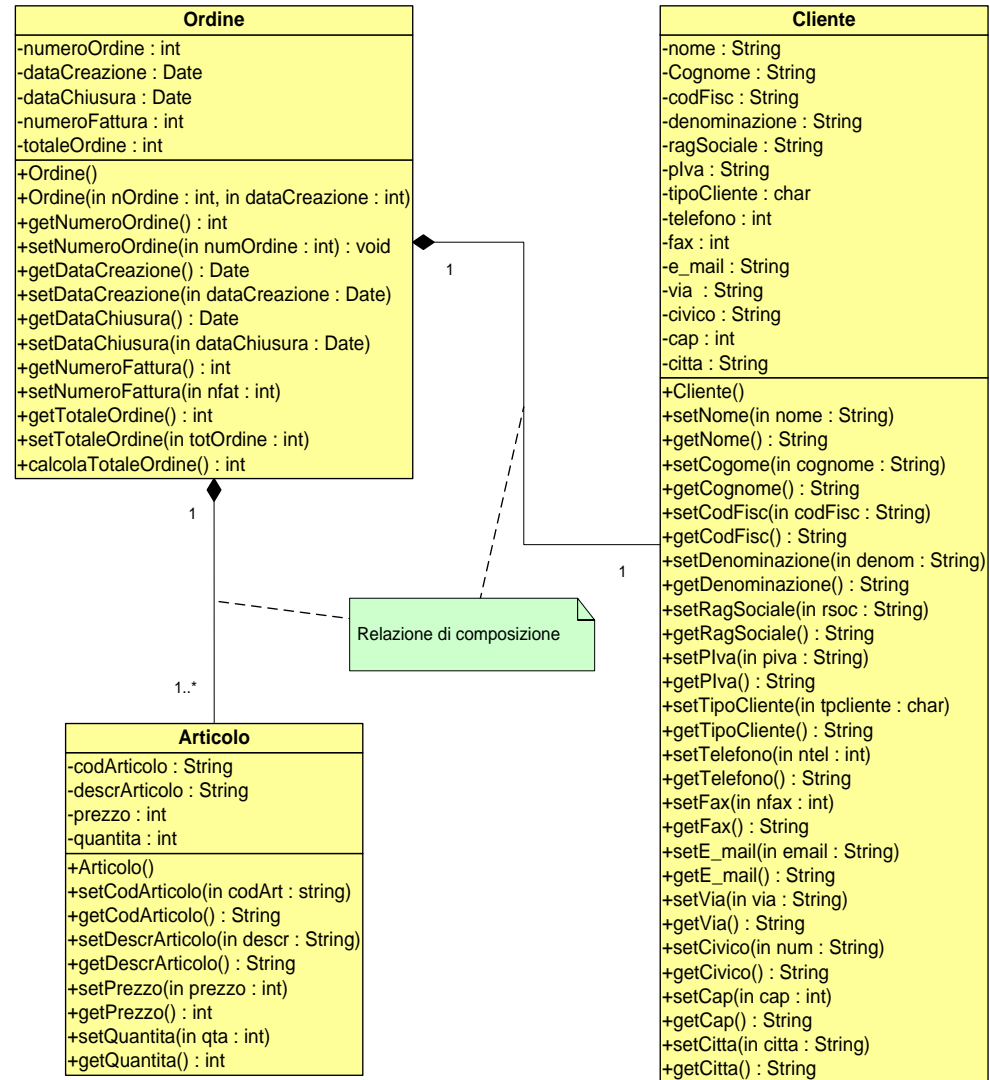 Ordine
-numeroOrdine : int
-dataCreazione : Date
-dataChiusura : Date
-numeroFattura : int
-totaleOrdine : int
+Ordine()
+Ordine(in nOrdine : int, in dataCreazione : int)
+getNumeroOrdine() : int
+setNumeroOrdine(in numOrdine : int) : void
+getDataCreazione() : Date
+setDataCreazione(in dataCreazione : Date)
+getDataChiusura() : Date
+setDataChiusura(in dataChiusura : Date)
+getNumeroFattura() : int
+setNumeroFattura(in nfat : int)
+getTotaleOrdine() : int
+setTotaleOrdine(in totOrdine : int)
+calcolaTotaleOrdine() : int
1
1
1
1..*
Relazione di composizione
Articolo
-codArticolo : String
-descrArticolo : String
-prezzo : int
-quantita : int
+Articolo()
+setCodArticolo(in codArt : string)
+getCodArticolo() : String
+setDescrArticolo(in descr : String)
+getDescrArticolo() : String
+setPrezzo(in prezzo : int)
+getPrezzo() : int
+setQuantita(in qta : int)
+getQuantita() : int
Cliente
-nome : String
-Cognome : String
-codFisc : String
-denominazione : String
-ragSociale : String
-pIva : String
-tipoCliente : char
-telefono : int
-fax : int
-e_mail : String
-via  : String
-civico : String
-cap : int
-citta : String
+Cliente()
+setNome(in nome : String)
+getNome() : String
+setCogome(in cognome : String)
+getCognome() : String
+setCodFisc(in codFisc : String)
+getCodFisc() : String
+setDenominazione(in denom : String)
+getDenominazione() : String
+setRagSociale(in rsoc : String)
+getRagSociale() : String
+setPIva(in piva : String)
+getPIva() : String
+setTipoCliente(in tpcliente : char)
+getTipoCliente() : String
+setTelefono(in ntel : int)
+getTelefono() : String
+setFax(in nfax : int)
+getFax() : String
+setE_mail(in email : String)
+getE_mail() : String
+setVia(in via : String)
+getVia() : String
+setCivico(in num : String)
+getCivico() : String
+setCap(in cap : int)
+getCap() : String
+setCitta(in citta : String)
+getCitta() : String